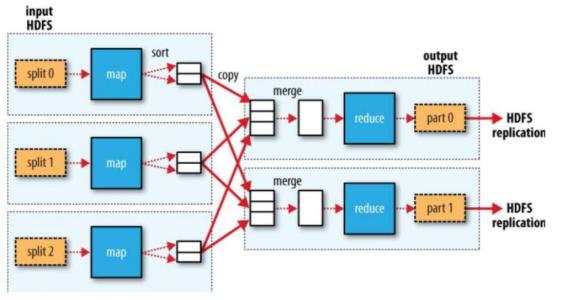 input
HDFS
sort
split 0
map
copy
output
HDFS
merge
reduce
part 0
HDFS
replication
split 1
map
merge
reduce
part 1
HDFS
replication
split 2
map